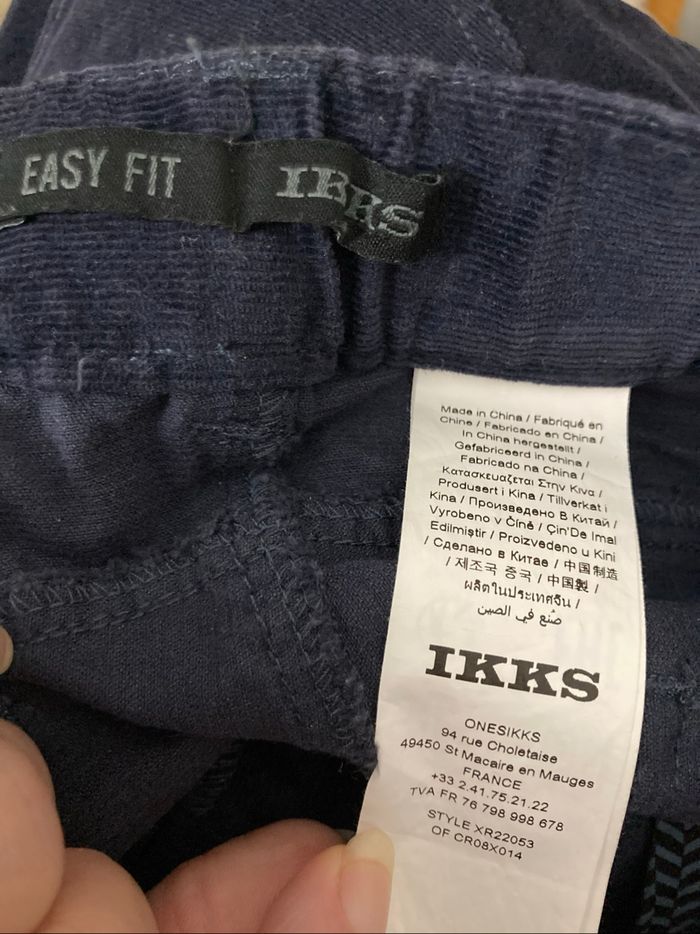 EASY FIT IKKS
Made in China / Fabriqué en
Chine / Fabricado en China /
In China hergestellt /
Gefabriceerd in China /
Fabricado na China /
Κατασκευαζεται Στην Κινα /
Produsert i Kina / Tillverkat i
Kina / Произведено В Китай /
Vyrobeno v Číně / Çin'De Imal
Edilmiştir / Proizvedeno u Kini
/ Сделано в Китае / 中国制造
/ 제조국 중국 / 中国製 /
ผลิตในประเทศจีน /
صُنع في الصين
IKKS
ONESIKKS
94 rue Choletaise
49450 St Macaire en Mauges
FRANCE
+33 2.41.75.21.22
TVA FR 76 798 998 678
STYLE XR22053
OF CR08X014